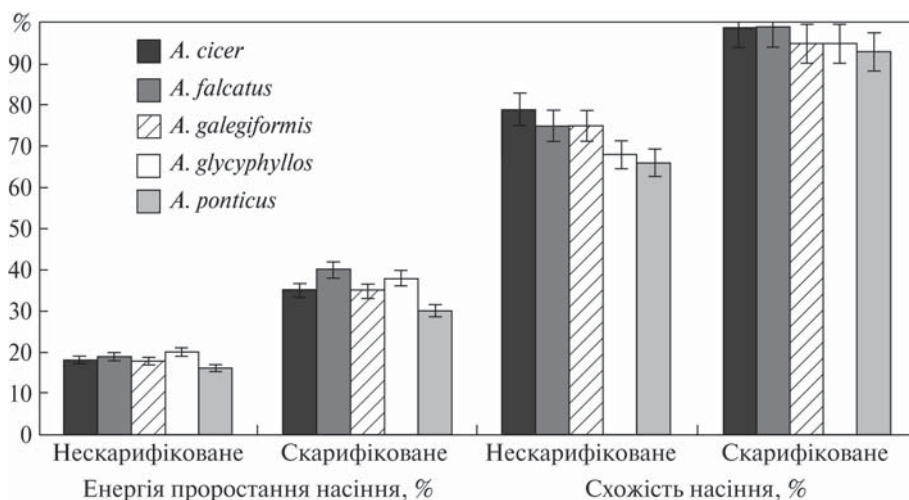 %
90
80
70
60
50
40
30
20
10
0
A. cicer
A. falcatus
A. galegiformis
A. glycyphyllos
A. ponticus
Нескарифіковане Скарифіковане Нескарифіковане Скарифіковане
Енергія проростання насіння, % Схожість насіння, %